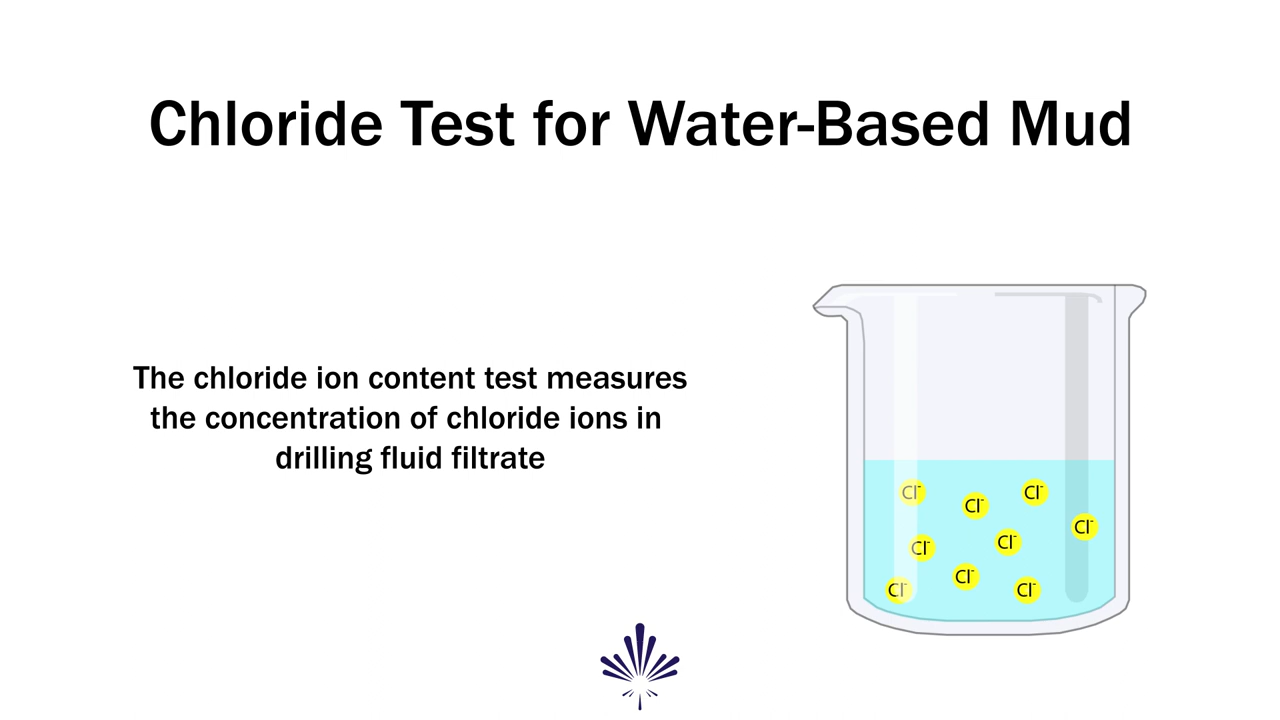 Chloride Test for Water-Based Mud
The chloride ion content test measures
the concentration of chloride ions in
drilling fluid filtrate
Cl⁻
Cl⁻
Cl⁻
Cl⁻
Cl⁻
Cl⁻
Cl⁻
Cl⁻
Cl⁻